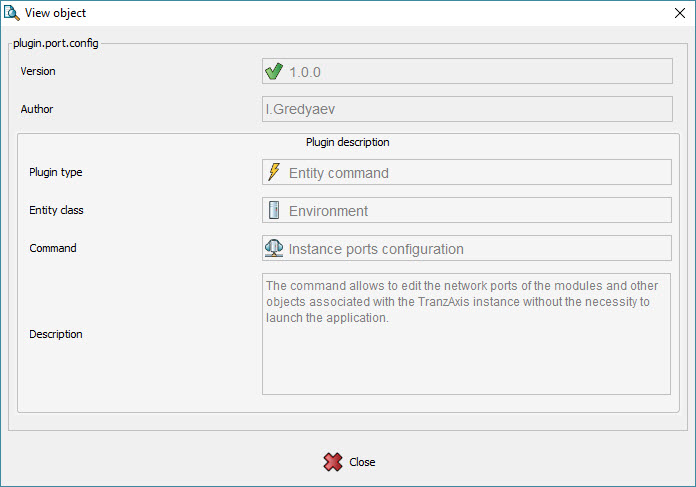 View object
plugin.port.config
Version
1.0.0
Author
I.Gredyaev
Plugin description
Plugin type
Entity command
Entity class
Environment
Command
Instance ports configuration
Description
The command allows to edit the network ports of the modules and other
objects associated with the TranzAxis instance without the necessity to
launch the application.
Close